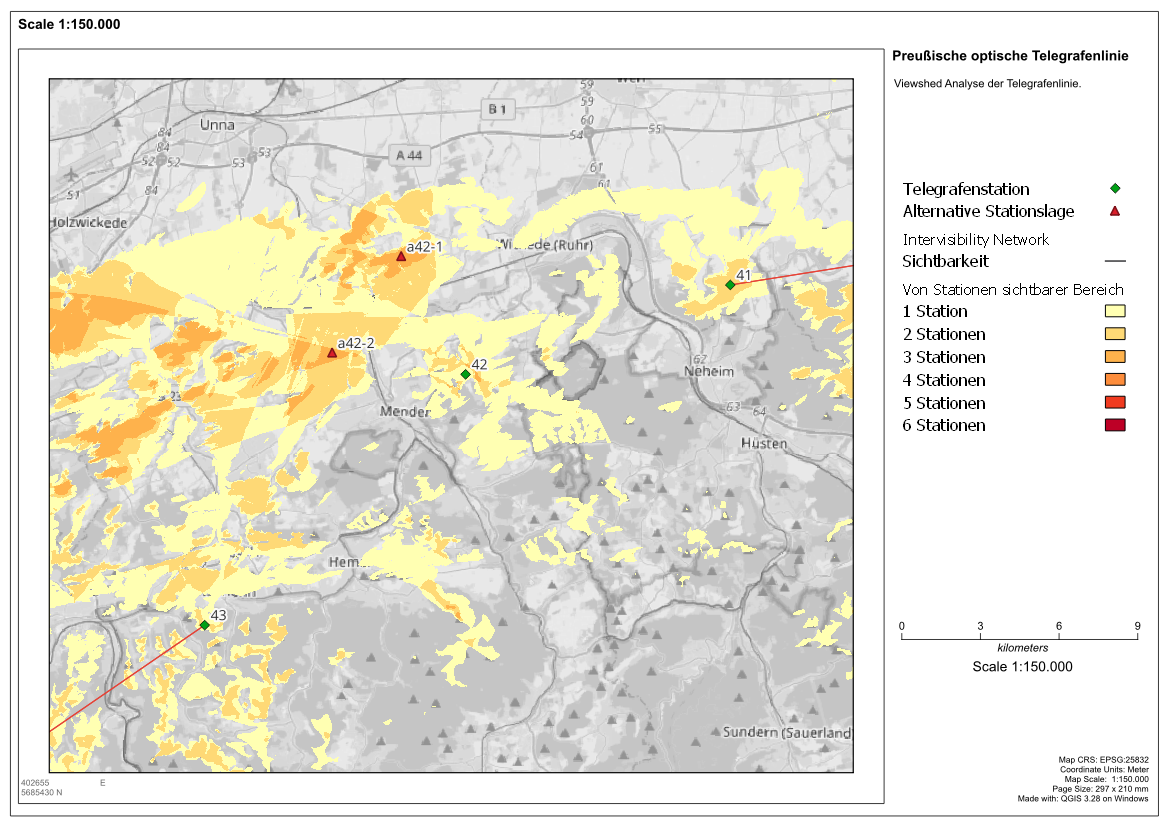 Scale 1:150.000
Preußische optische Telegrafenlinie
Viewshed Analyse der Telegrafenlinie.
59
59
B 1
60
84
Unna
54
55
84
53
52
52
53
A 44
61
84
61
51
Holzwickede
(Ruhr)
a42-1
41
a42-2
42
67
Neheim
Mender
63
64
Hüsten
Hem
43
Sundern (Sauerland
Telegrafenstation
Alternative Stationslage
Intervisibility Network
Sichtbarkeit
Von Stationen sichtbarer Bereich
1 Station
2 Stationen
3 Stationen
4 Stationen
5 Stationen
6 Stationen
0 3 6 9
kilometers
Scale 1:150.000
402655 E
5685430 N
Map CRS: EPSG:25832
Coordinate Units: Meter
Map Scale: 1:150.000
Page Size: 297 x 210 mm
Made with: QGIS 3.28 on Windows